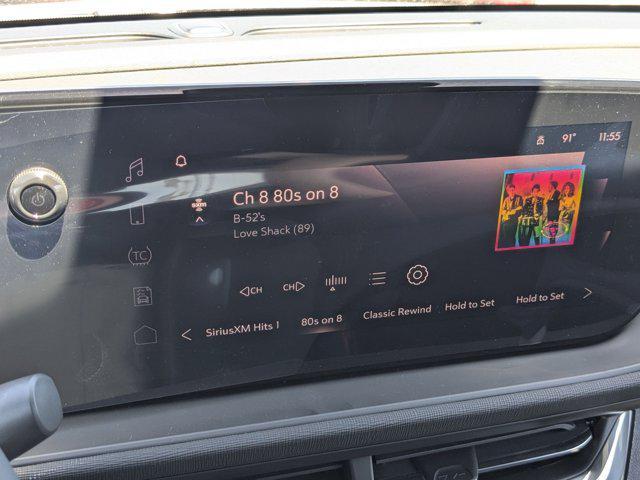 91° 11:55
sxm Ch 8 80s on 8
B-52's
Love Shack (89)
TC
CH CH
SiriusXM Hits 1 80s on 8 Classic Rewind Hold to Set Hold to Set